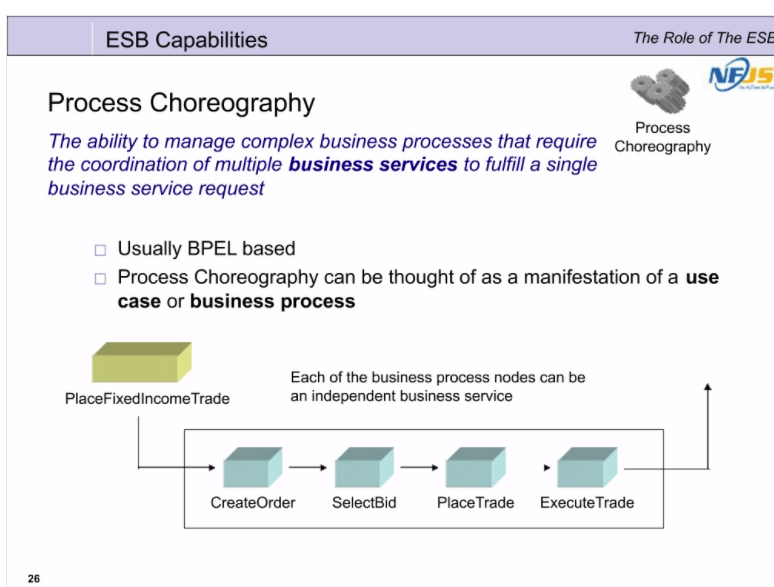 ESB Capabilities
The Role of The ESB
NFJS
Process
Choreography
Process Choreography
The ability to manage complex business processes that require
the coordination of multiple business services to fulfill a single
business service request
Usually BPEL based
Process Choreography can be thought of as a manifestation of a use
case or business process
PlaceFixedIncomeTrade
Each of the business process nodes can be
an independent business service
CreateOrder
SelectBid
PlaceTrade
ExecuteTrade
26